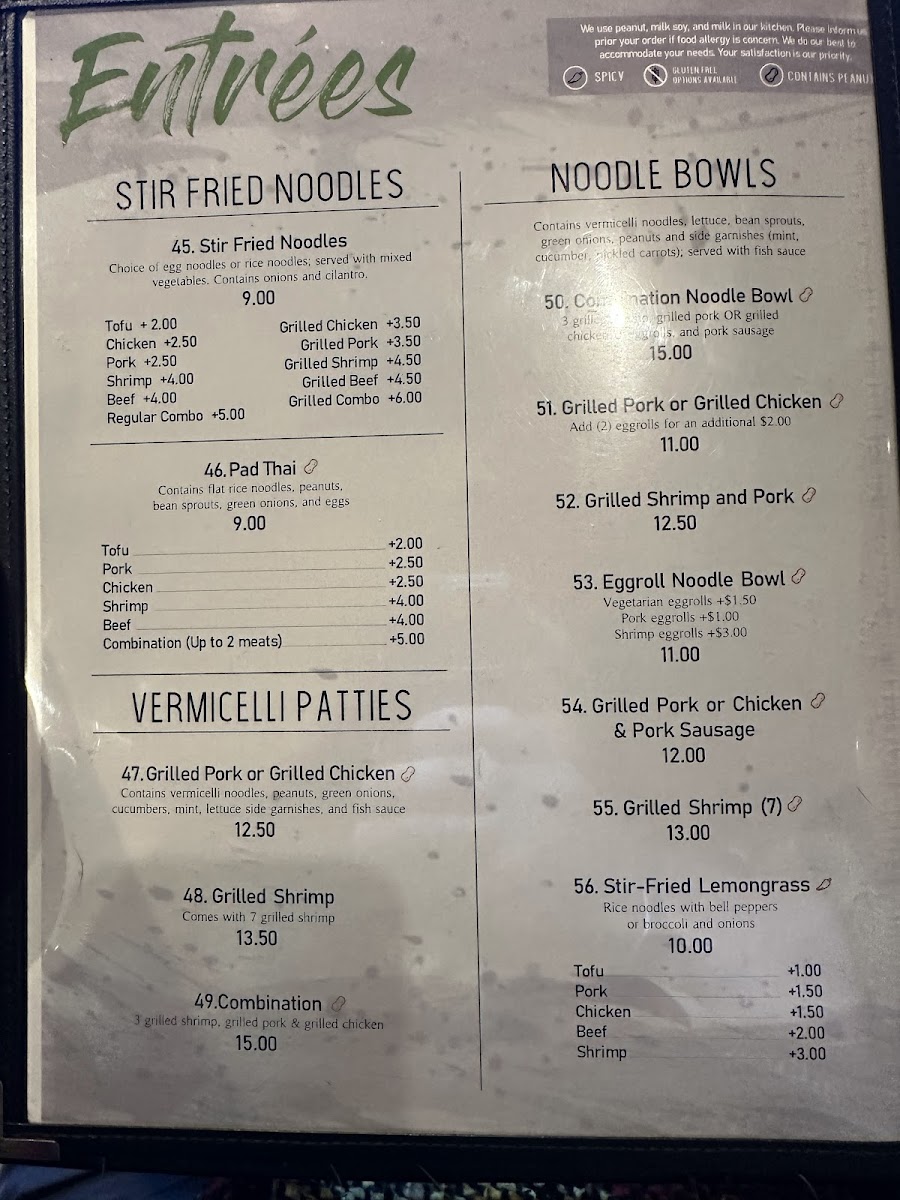 Entrées
We use peanut, milk soy, and milk in our kitchen. Please inform us
prior your order if food allergy is concern. We do our best to
accommodate your needs. Your satisfaction is our priority.
SPICY
GLUTEN FREE
OPTIONS AVAILABLE
CONTAINS PEANU
STIR FRIED NOODLES
45. Stir Fried Noodles
Choice of egg noodles or rice noodles; served with mixed
vegetables. Contains onions and cilantro.
9.00
Tofu + 2.00
Chicken +2.50
Pork +2.50
Shrimp +4.00
Beef +4.00
Regular Combo +5.00
Grilled Chicken +3.50
Grilled Pork +3.50
Grilled Shrimp +4.50
Grilled Beef +4.50
Grilled Combo +6.00
46. Pad Thai
Contains flat rice noodles, peanuts,
bean sprouts, green onions, and eggs
9.00
Tofu +2.00
Pork +2.50
Chicken +2.50
Shrimp +4.00
Beef +4.00
Combination (Up to 2 meats) +5.00
VERMICELLI PATTIES
47. Grilled Pork or Grilled Chicken
Contains vermicelli noodles, peanuts, green onions,
cucumbers, mint, lettuce side garnishes, and fish sauce
12.50
48. Grilled Shrimp
Comes with 7 grilled shrimp
13.50
49. Combination
3 grilled shrimp, grilled pork & grilled chicken
15.00
NOODLE BOWLS
Contains vermicelli noodles, lettuce, bean sprouts,
green onions, peanuts and side garnishes (mint,
cucumber, pickled carrots); served with fish sauce
50. Combination Noodle Bowl
3 grilled grilled pork OR grilled
chicken and pork sausage
15.00
51. Grilled Pork or Grilled Chicken
Add (2) eggrolls for an additional $2.00
11.00
52. Grilled Shrimp and Pork
12.50
53. Eggroll Noodle Bowl
Vegetarian eggrolls +$1.50
Pork eggrolls +$1.00
Shrimp eggrolls +$3.00
11.00
54. Grilled Pork or Chicken
& Pork Sausage
12.00
55. Grilled Shrimp (7)
13.00
56. Stir-Fried Lemongrass
Rice noodles with bell peppers
or broccoli and onions
10.00
Tofu +1.00
Pork +1.50
Chicken +1.50
Beef +2.00
Shrimp +3.00